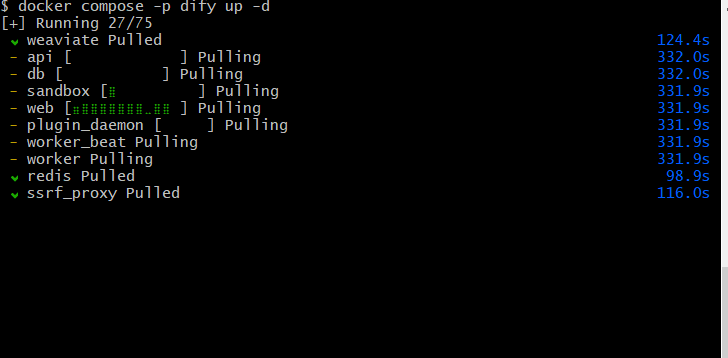 $ docker compose -p dify up -d
[+] Running 27/75
✔ weaviate Pulled 124.4s
- api [            ] Pulling 332.0s
- db [           ] Pulling 332.0s
- sandbox [⣿         ] Pulling 331.9s
- web [⣶⣿⣿⣿⣿⣿⣿⣿⣀⣿⣿ ] Pulling 331.9s
- plugin_daemon [     ] Pulling 331.9s
- worker_beat Pulling 331.9s
- worker Pulling 331.9s
✔ redis Pulled 98.9s
✔ ssrf_proxy Pulled 116.0s